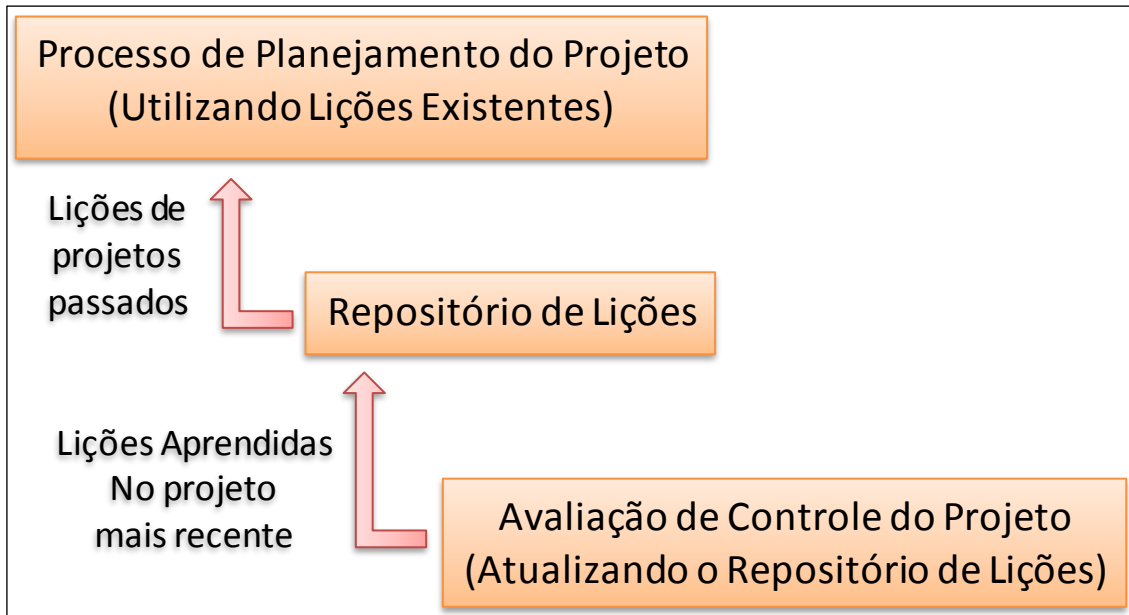 Processo de Planejamento do Projeto
(Utilizando Lições Existentes)
Lições de
projetos
passados
Repositório de Lições
Lições Aprendidas
No projeto
mais recente
Avaliação de Controle do Projeto
(Atualizando o Repositório de Lições)